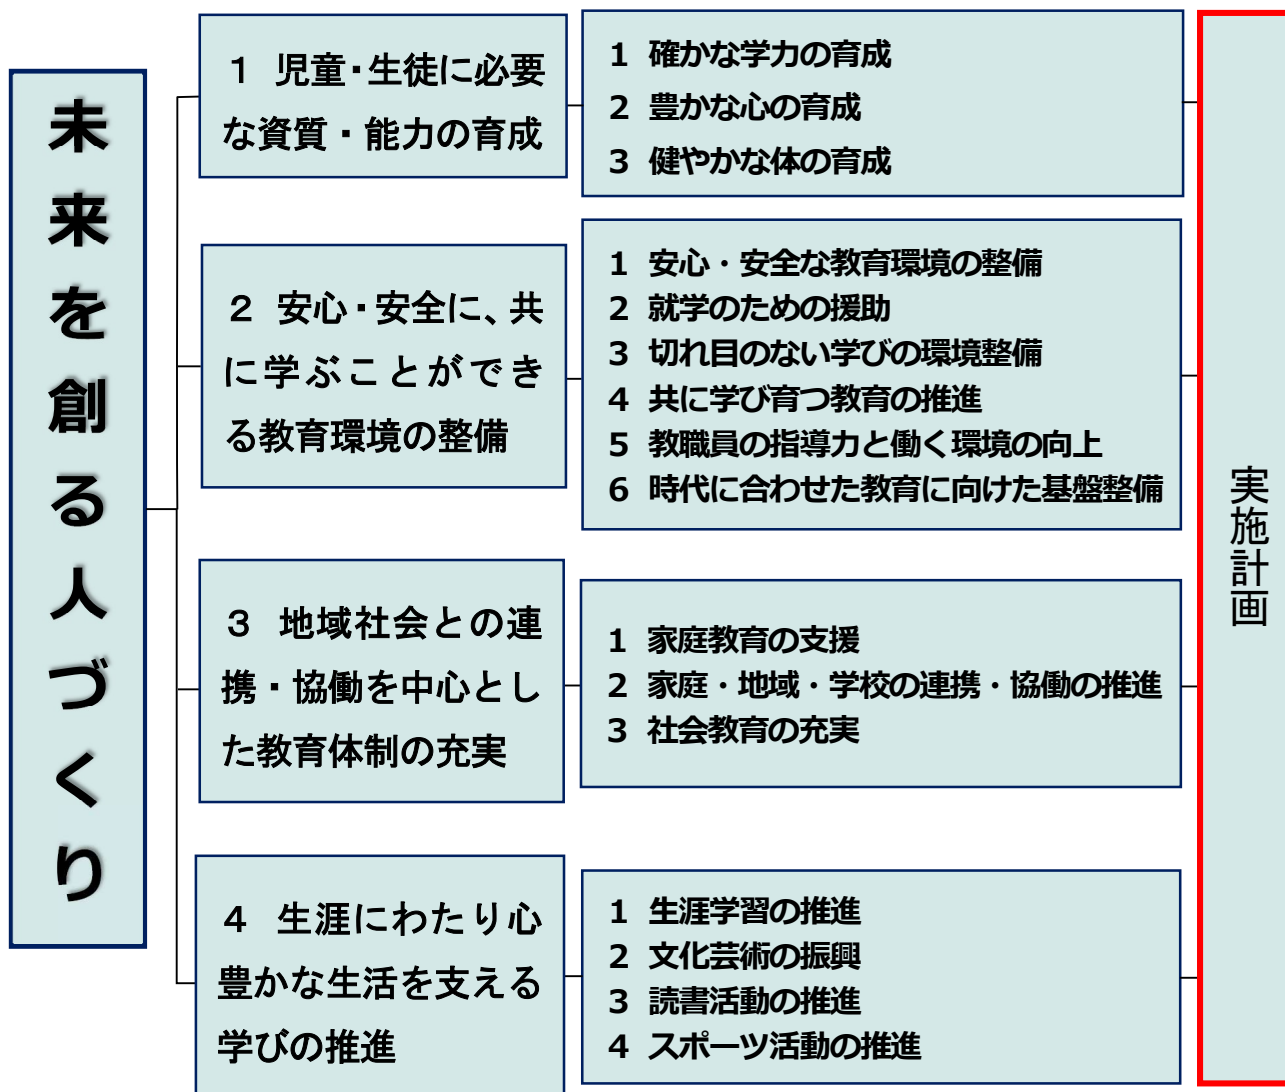 未来を創る人づくり
1 児童・生徒に必要
な資質・能力の育成
1 確かな学力の育成
2 豊かな心の育成
3 健やかな体の育成
2 安心・安全に、共
に学ぶことができ
る教育環境の整備
1 安心・安全な教育環境の整備
2 就学のための援助
3 切れ目のない学びの環境整備
4 共に学び育つ教育の推進
5 教職員の指導力と働く環境の向上
6 時代に合わせた教育に向けた基盤整備
3 地域社会との連
携・協働を中心とし
た教育体制の充実
1 家庭教育の支援
2 家庭・地域・学校の連携・協働の推進
3 社会教育の充実
4 生涯にわたり心
豊かな生活を支える
学びの推進
1 生涯学習の推進
2 文化芸術の振興
3 読書活動の推進
4 スポーツ活動の推進
実施計画